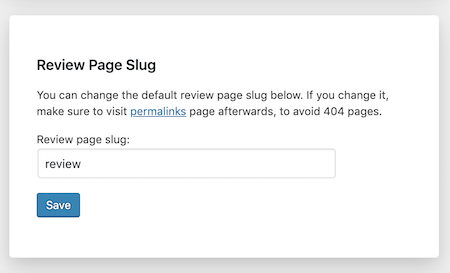 Review Page Slug
You can change the default review page slug below. If you change it,
make sure to visit permalinks page afterwards, to avoid 404 pages.
Review page slug:
review
Save